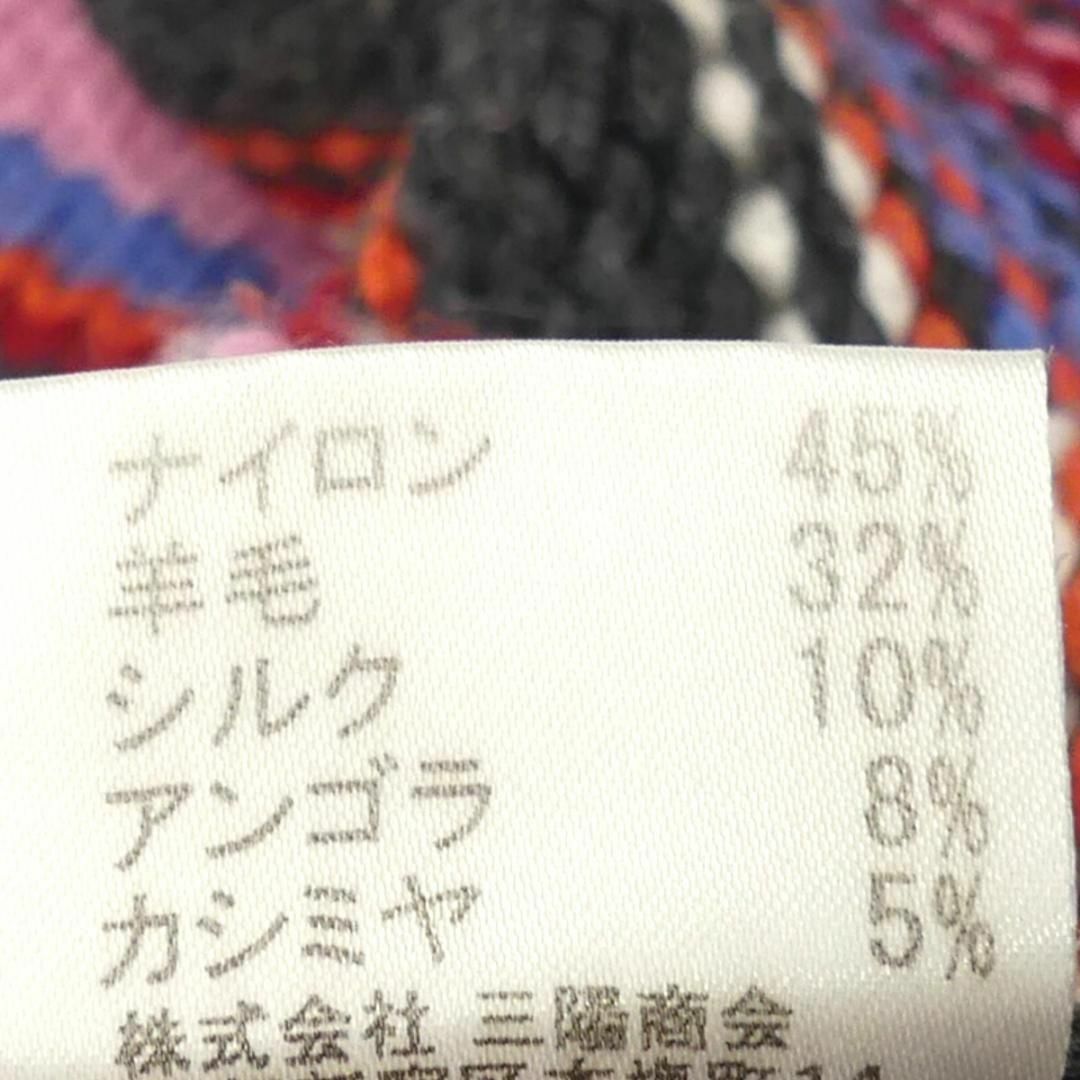 ナイロン 45%
羊毛 32%
シルク 10%
アンゴラ 8%
カシミヤ 5%
株式会社 三陽商会